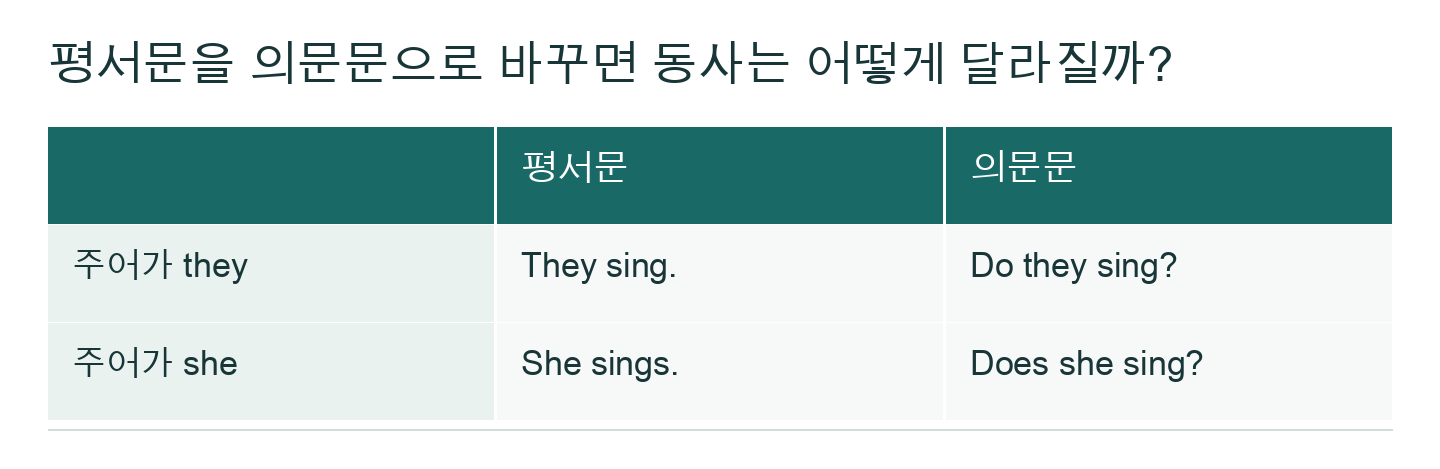 평서문을 의문문으로 바꾸면 동사는 어떻게 달라질까?
평서문 의문문
주어가 they They sing. Do they sing?
주어가 she She sings. Does she sing?